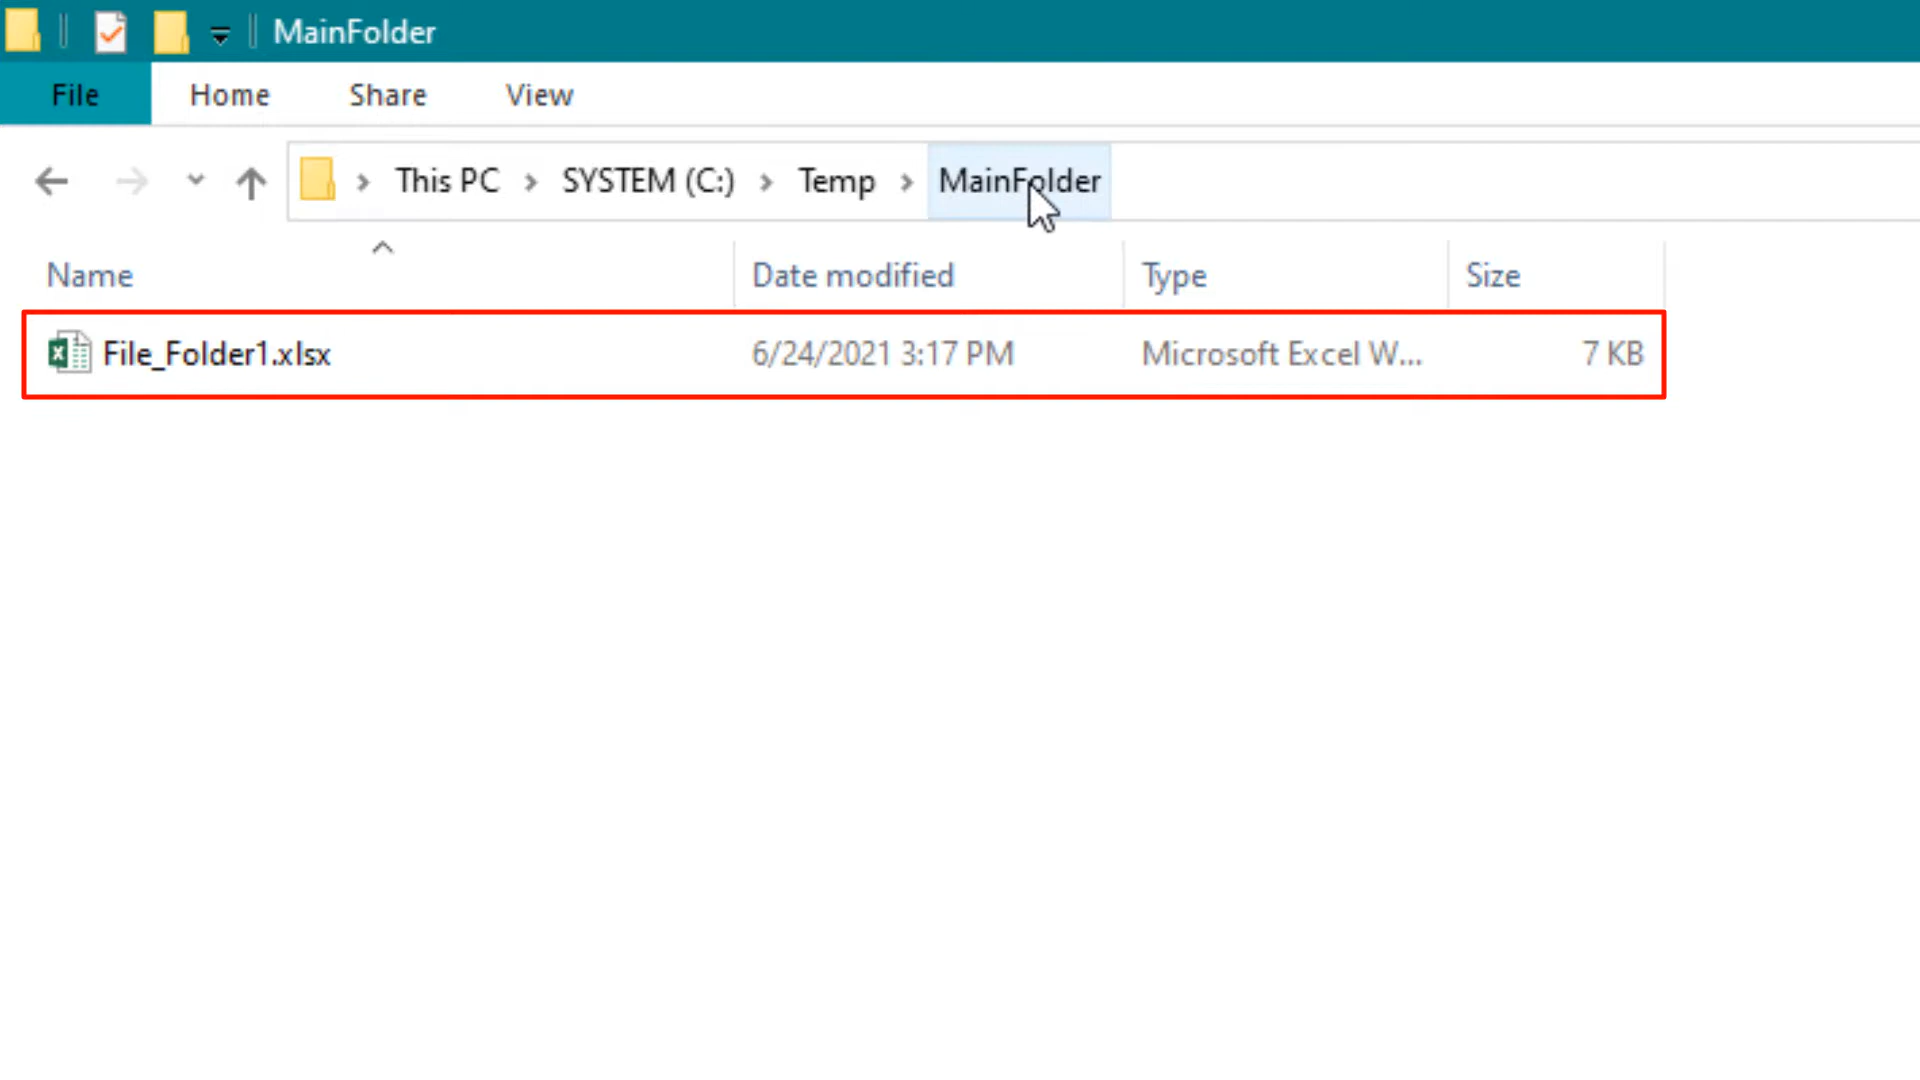 MainFolder
File Home Share View
This PC SYSTEM (C:) Temp MainFolder
Name Date modified Type Size
File_Folder1.xlsx 6/24/2021 3:17 PM Microsoft Excel W... 7 KB